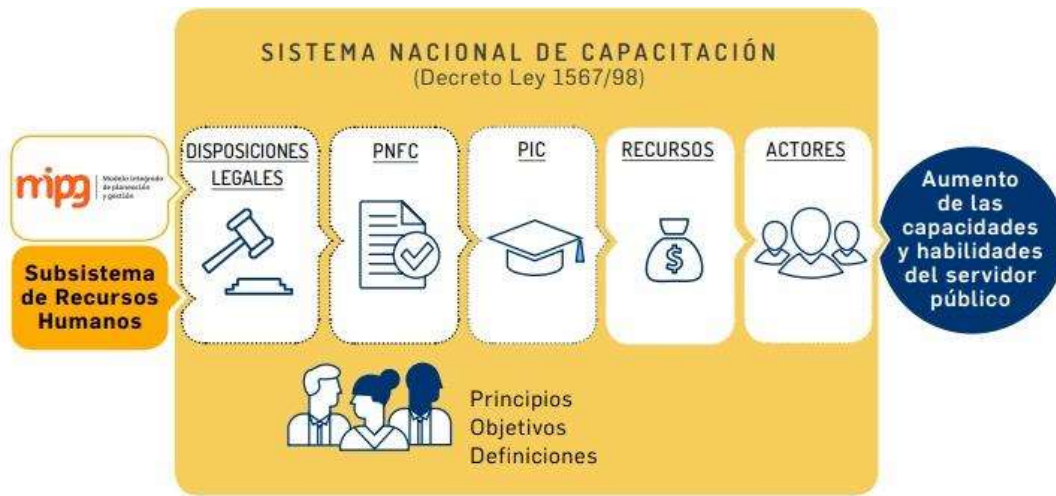 SISTEMA NACIONAL DE CAPACITACIÓN
(Decreto Ley 1567/98)
mipg
Modelo integrado
de planeación
y gestión
Subsistema
de Recursos
Humanos
DISPOSICIONES
LEGALES
PNFC
PIC
RECURSOS
$
ACTORES
Aumento
de las
capacidades
y habilidades
del servidor
público
Principios
Objetivos
Definiciones